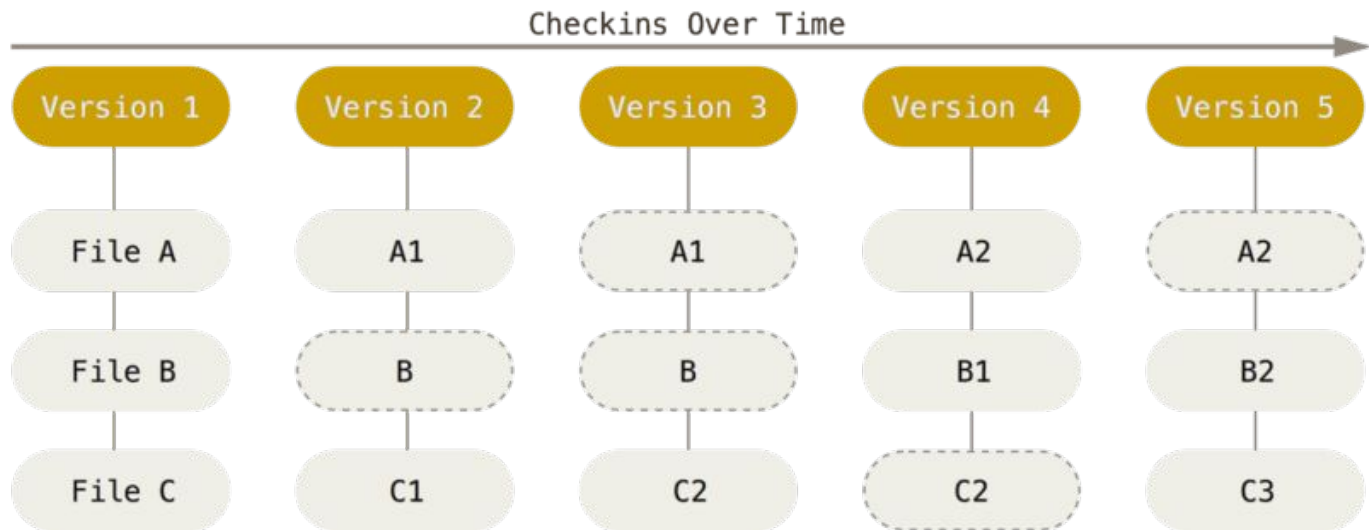 Checkins Over Time
Version 1 Version 2 Version 3 Version 4 Version 5
File A A1 A1 A2 A2
File B B B B1 B2
File C C1 C2 C2 C3